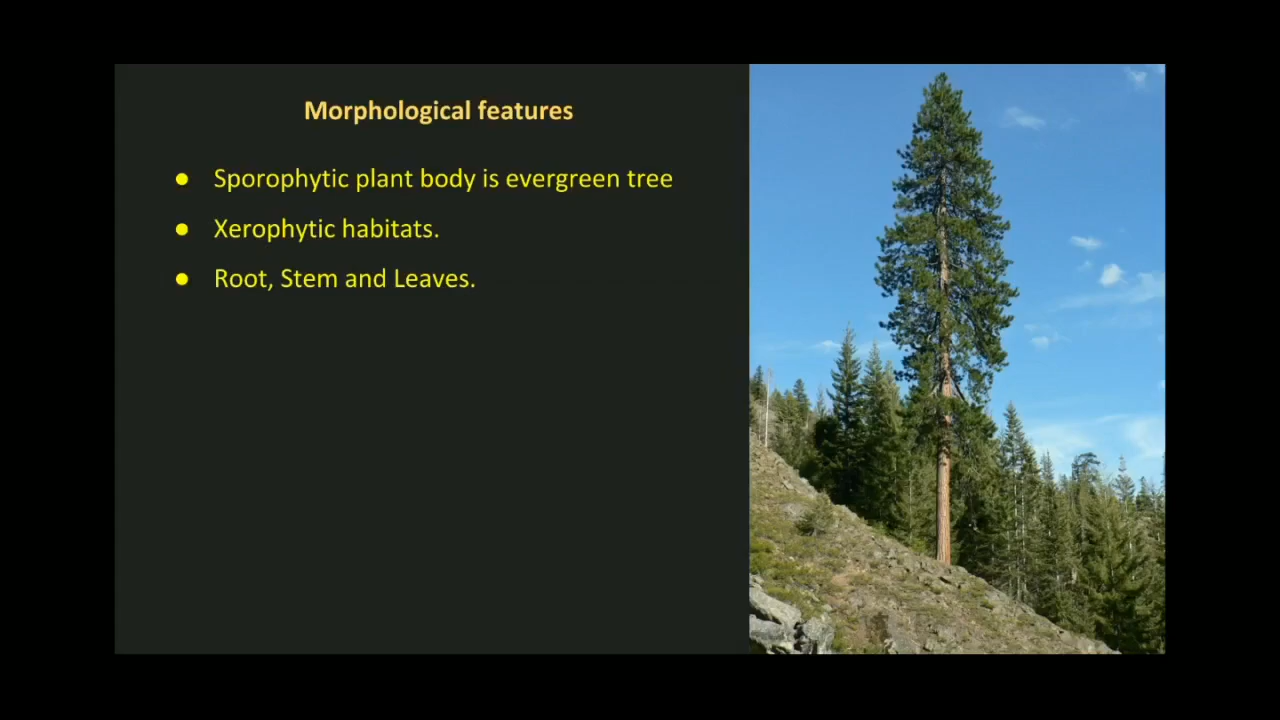 Morphological features
● Sporophytic plant body is evergreen tree
● Xerophytic habitats.
● Root, Stem and Leaves.